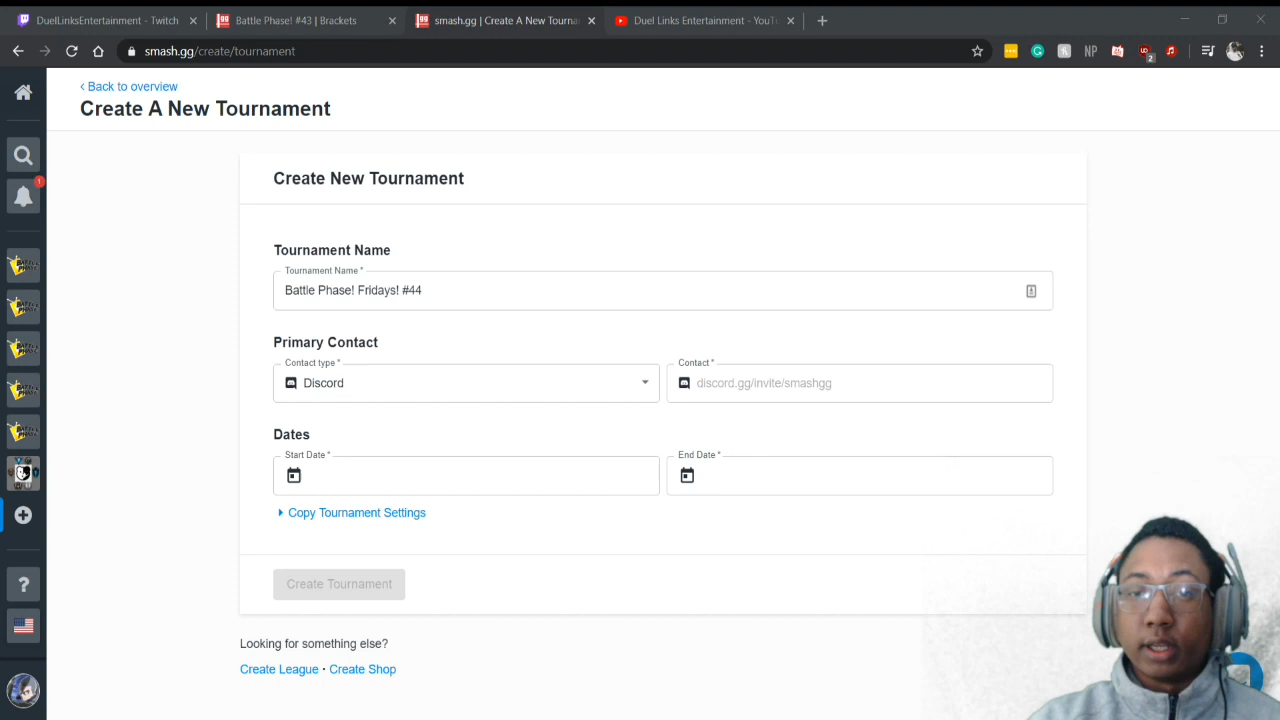 DuelLinksEntertainment - Twitch
Battle Phase! #43 | Brackets
smash.gg | Create A New Tourna
Duel Links Entertainment - YouTu
smash.gg/create/tournament
NP
2
Back to overview
Create A New Tournament
1
Create New Tournament
Tournament Name
Tournament Name *
Battle Phase! Fridays! #44
Primary Contact
Contact type *
Discord
Contact *
discord.gg/invite/smashgg
Dates
Start Date *
End Date *
Copy Tournament Settings
Create Tournament
?
Looking for something else?
Create League • Create Shop